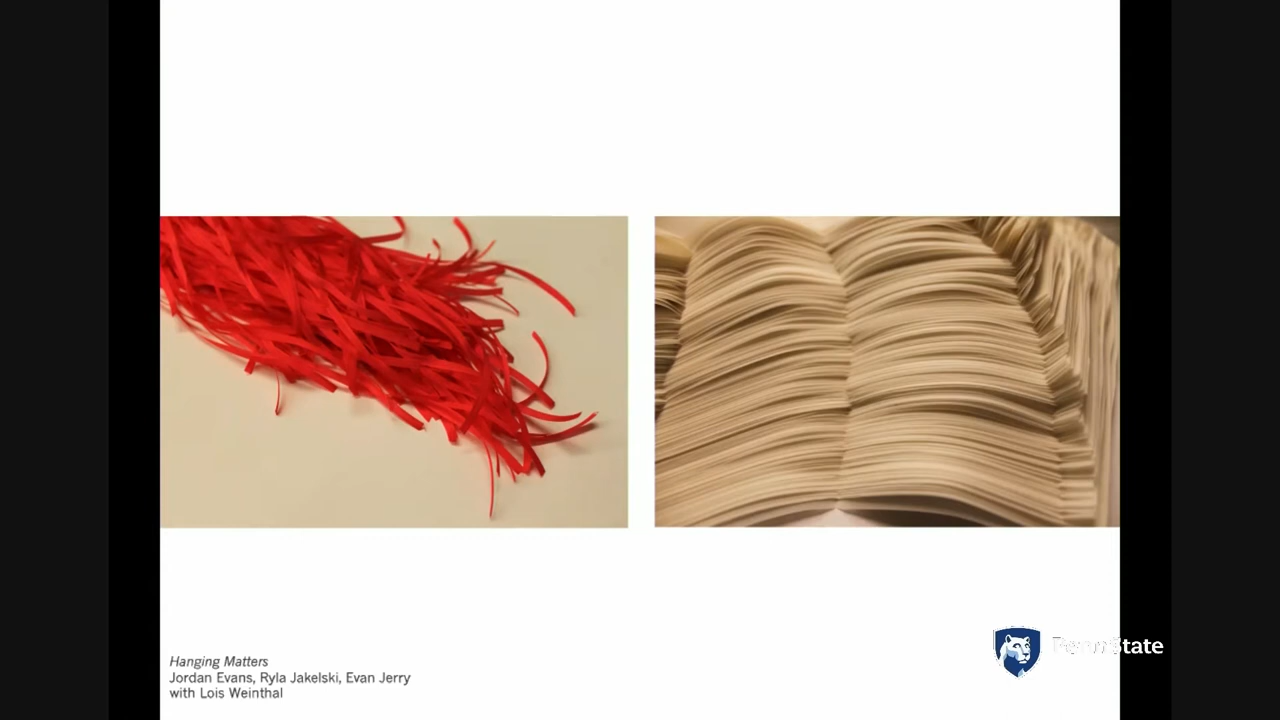 Hanging Matters
Jordan Evans, Ryla Jakelski, Evan Jerry
with Lois Weinthal
PennState